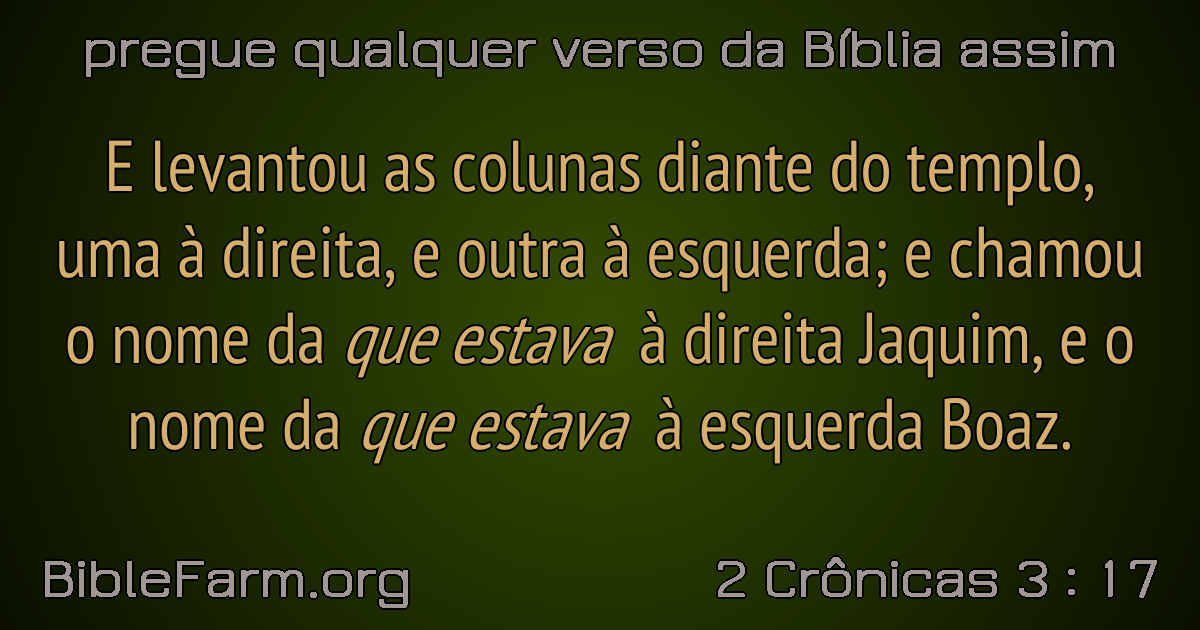 pregue qualquer verso da Bíblia assim
E levantou as colunas diante do templo,
uma à direita, e outra à esquerda; e chamou
o nome da que estava à direita Jaquim, e o
nome da que estava à esquerda Boaz.
BibleFarm.org
2 Crônicas 3 : 17